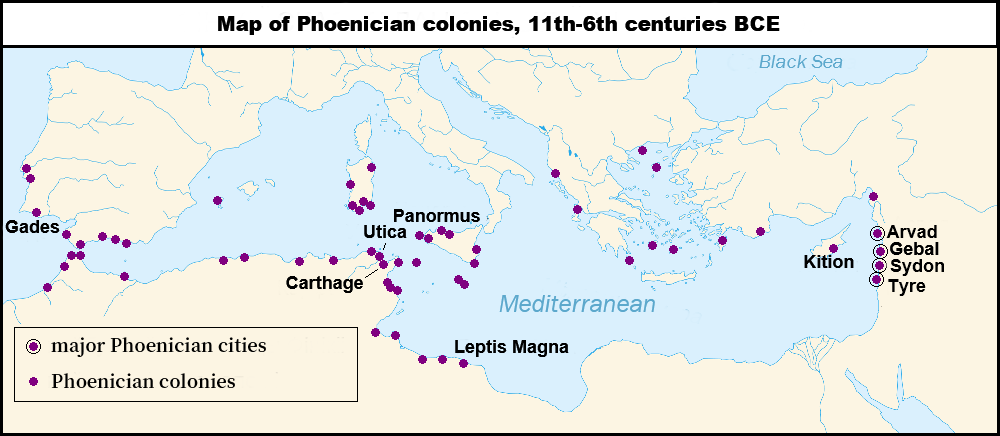 Map of Phoenician colonies, 11th-6th centuries BCE
Black Sea
Gades
Panormus
Utica
Carthage
Arvad
Gebal
Kition
Sydon
Tyre
Mediterranean
Leptis Magna
major Phoenician cities
Phoenician colonies